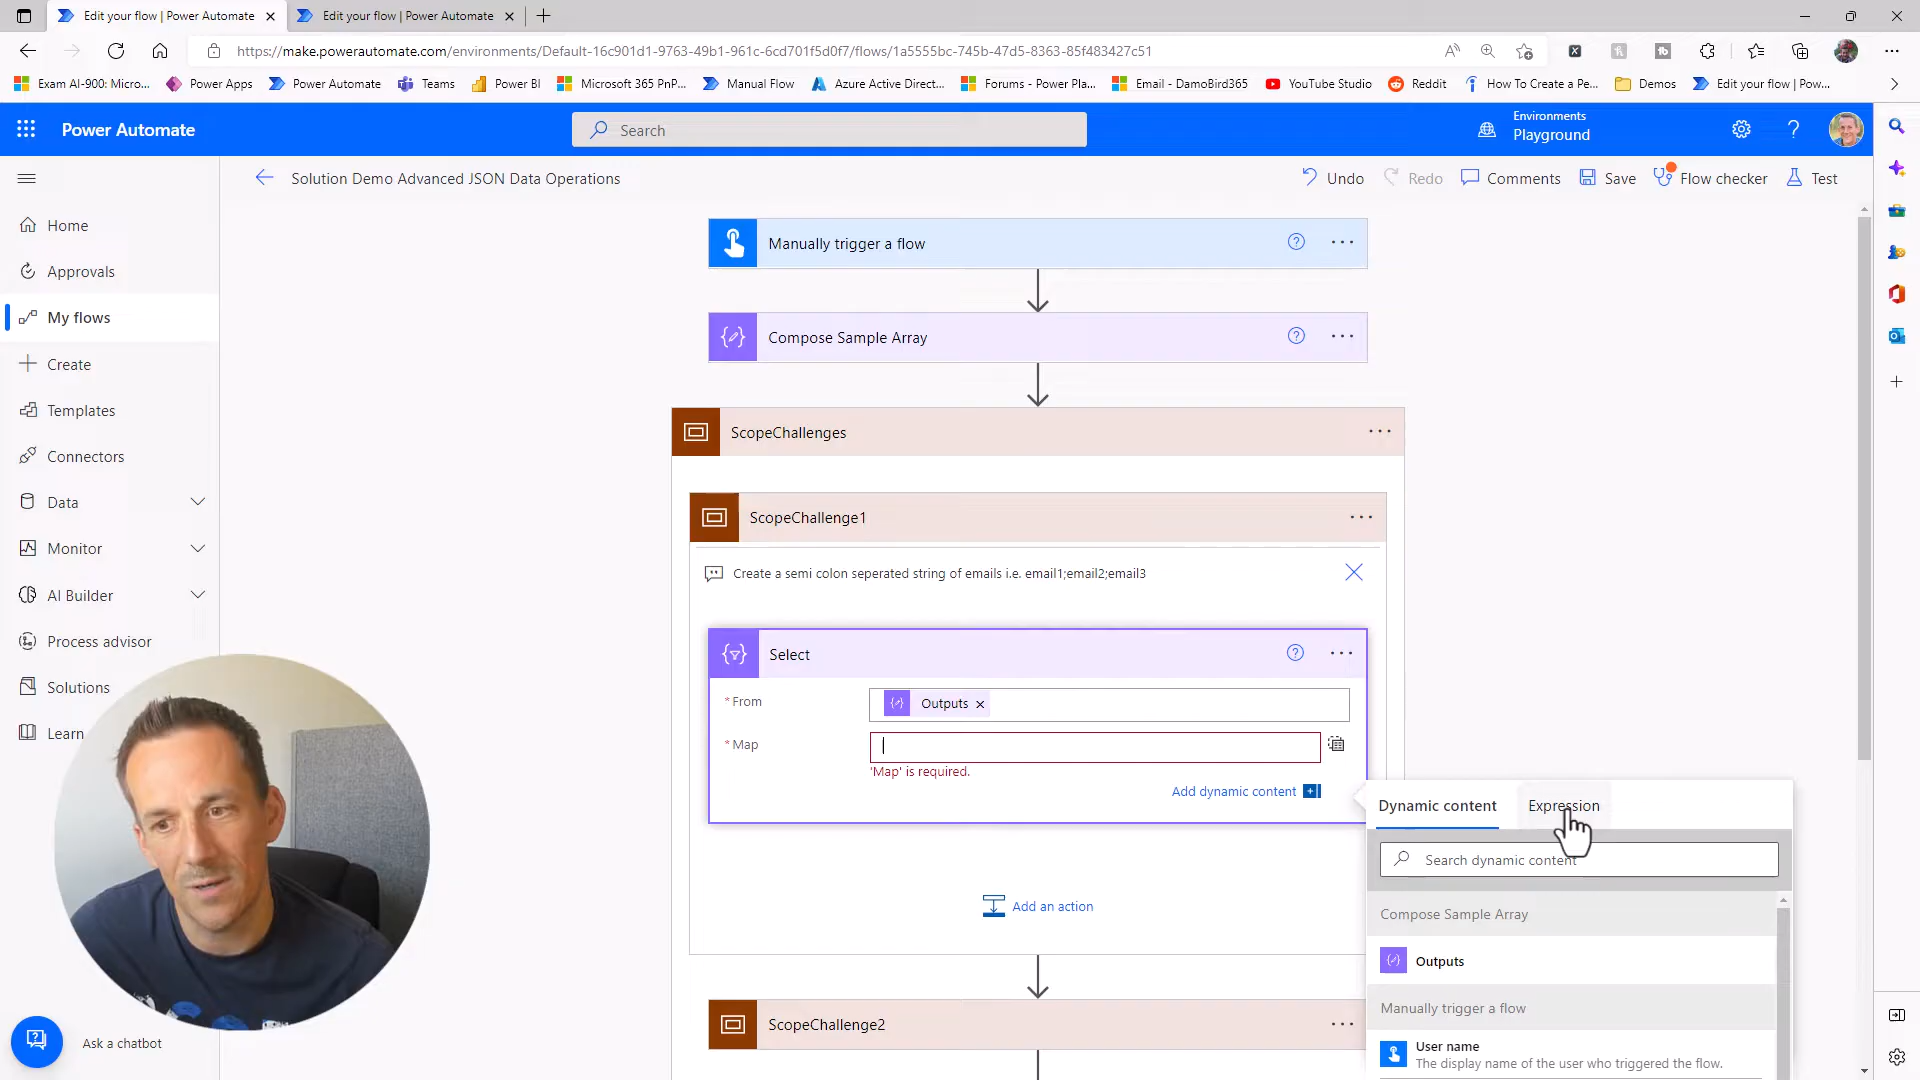 Edit your flow | Power Automate
Edit your flow | Power Automate
https://make.powerautomate.com/environments/Default-16c901d1-9763-49b1-961c-6cd701f5d0f7/flows/1a5555bc-745b-47d5-8363-85f483427c51
Exam AI-900: Micro...
Power Apps
Power Automate
Teams
Power BI
Microsoft 365 PnP...
Manual Flow
Azure Active Direct...
Forums - Power Pla...
Email - DamoBird365
YouTube Studio
Reddit
How To Create a Pe...
Demos
Edit your flow | Pow...
Power Automate
Search
Environments
Playground
Solution Demo Advanced JSON Data Operations
Undo
Redo
Comments
Save
Flow checker
Test
Home
Approvals
My flows
Create
Templates
Connectors
Data
Monitor
AI Builder
Process advisor
Solutions
Learn
Ask a chatbot
Manually trigger a flow
Compose Sample Array
ScopeChallenges
ScopeChallenge1
Create a semi colon seperated string of emails i.e. email1;email2;email3
Select
* From
Outputs
* Map
'Map' is required.
Add dynamic content
Add an action
ScopeChallenge2
Dynamic content
Expression
Search dynamic content
Compose Sample Array
Outputs
Manually trigger a flow
User name
The display name of the user who triggered the flow.